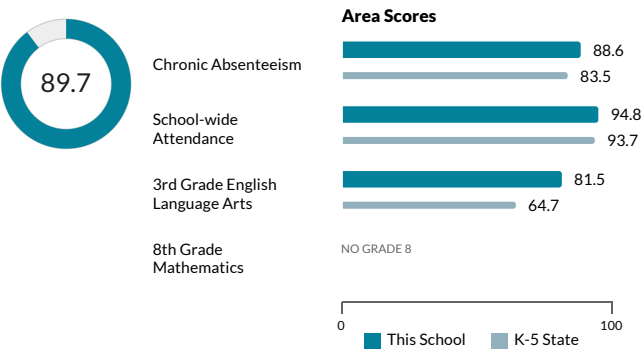 Area Scores
89.7
Chronic Absenteeism
88.6
83.5
School-wide
Attendance
94.8
93.7
3rd Grade English
Language Arts
81.5
64.7
8th Grade
Mathematics
NO GRADE 8
0 100
This School K-5 State